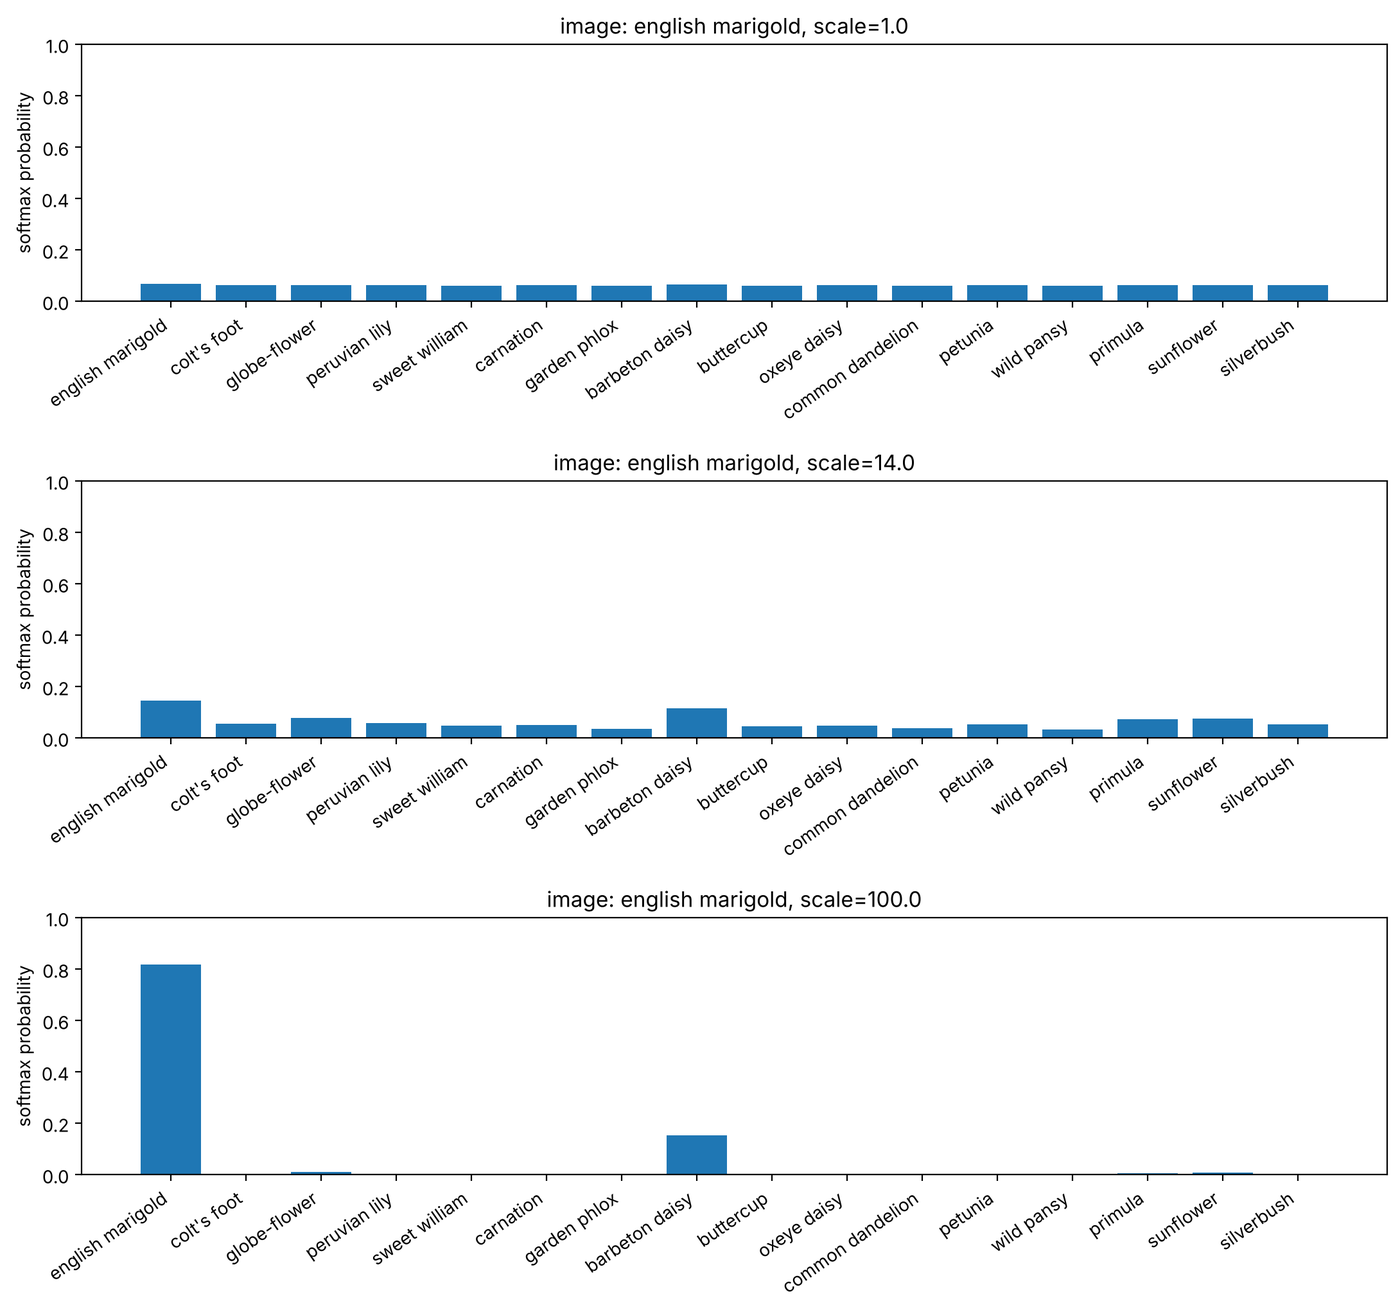 image: english marigold, scale=1.0
softmax probability
1.0
0.8
0.6
0.4
0.2
0.0
english marigold
colt's foot
globe-flower
peruvian lily
sweet william
carnation
garden phlox
barbeton daisy
buttercup
oxeye daisy
common dandelion
petunia
wild pansy
primula
sunflower
silverbush
image: english marigold, scale=14.0
softmax probability
1.0
0.8
0.6
0.4
0.2
0.0
english marigold
colt's foot
globe-flower
peruvian lily
sweet william
carnation
garden phlox
barbeton daisy
buttercup
oxeye daisy
common dandelion
petunia
wild pansy
primula
sunflower
silverbush
image: english marigold, scale=100.0
softmax probability
1.0
0.8
0.6
0.4
0.2
0.0
english marigold
colt's foot
globe-flower
peruvian lily
sweet william
carnation
garden phlox
barbeton daisy
buttercup
oxeye daisy
common dandelion
petunia
wild pansy
primula
sunflower
silverbush